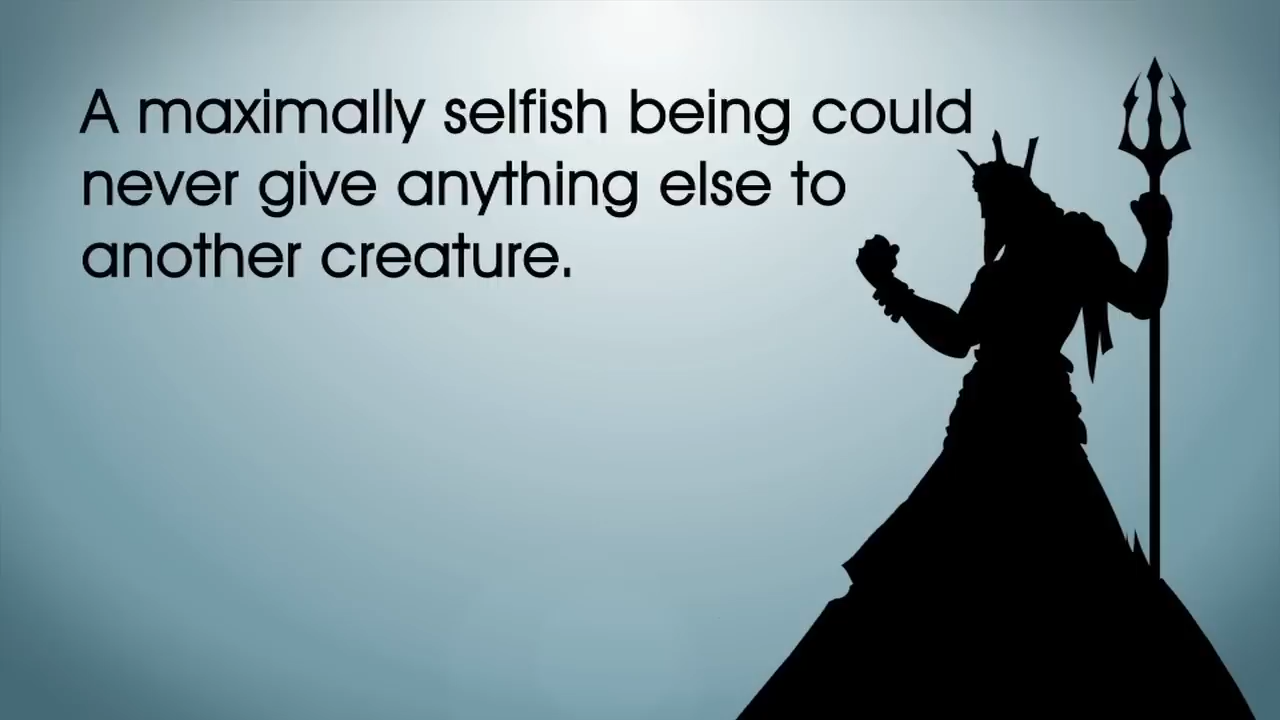 A maximally selfish being could
never give anything else to
another creature.